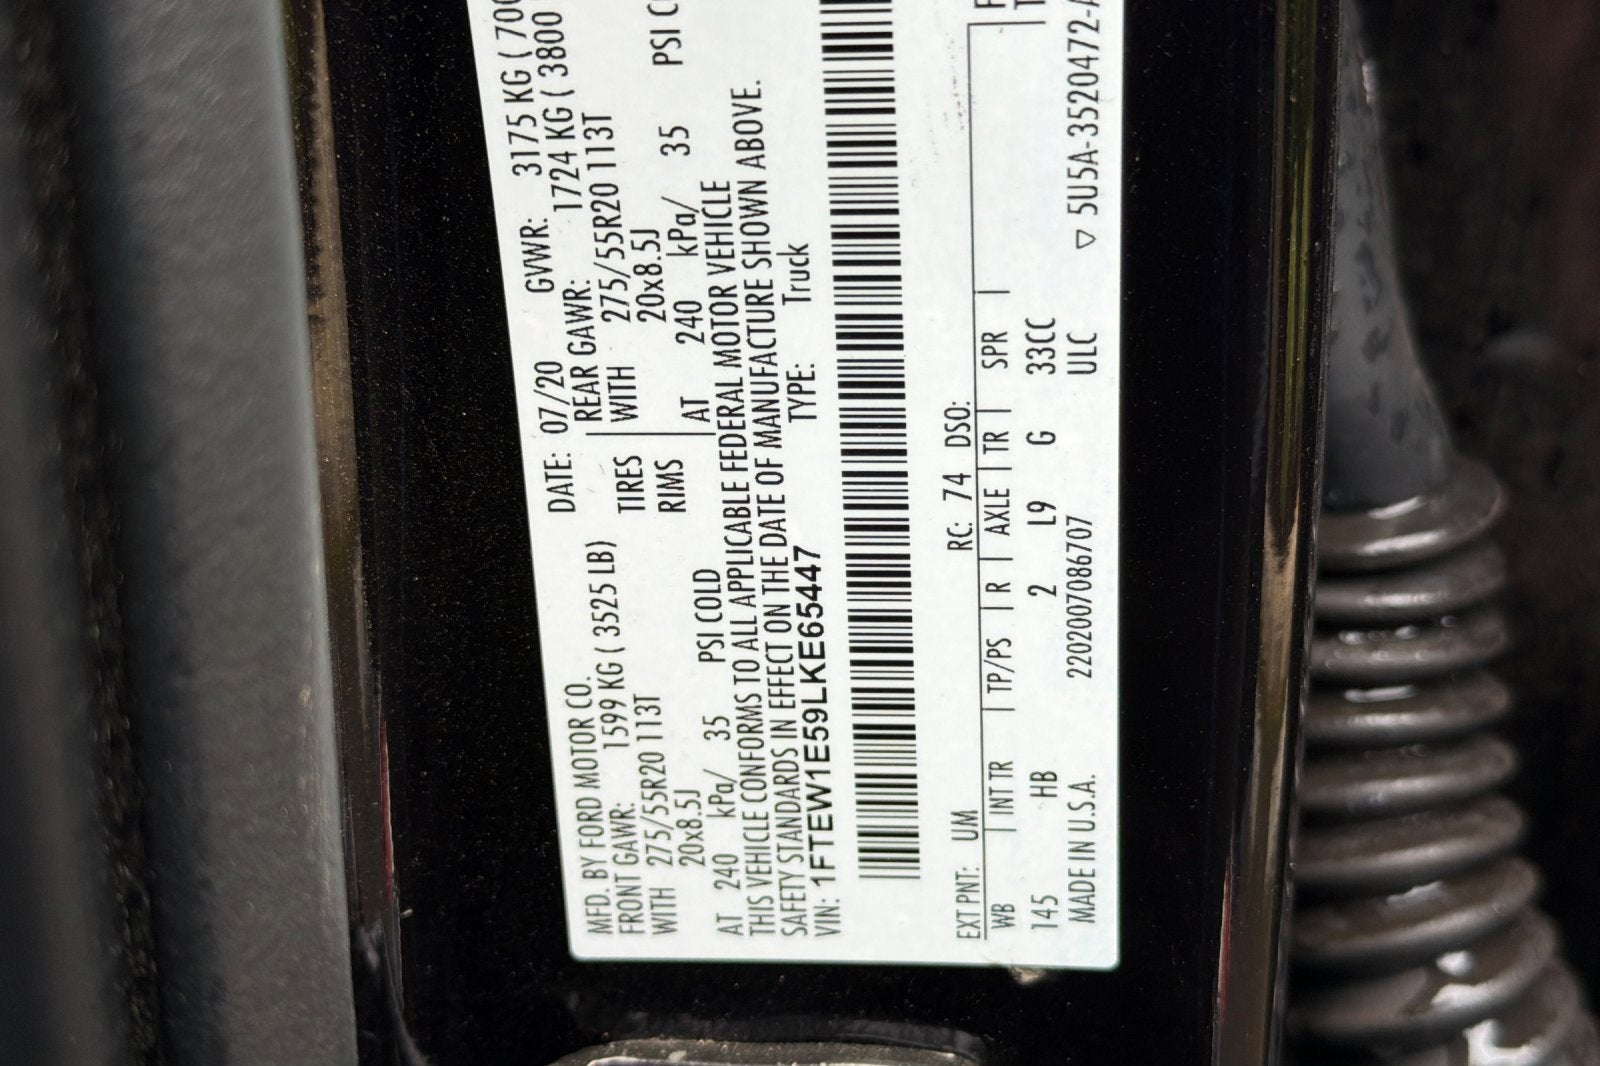 MFD. BY FORD MOTOR CO. DATE: 07/20 GVWR: 3175 KG ( 700
FRONT GAWR: 1599 KG ( 3525 LB) REAR GAWR: 1724 KG ( 3800
WITH 275/55R20 113T TIRES WITH 275/55R20 113T
20x8.5J RIMS 20x8.5J
AT 240 kPa/ 35 PSI COLD AT 240 kPa/ 35 PSI CO
THIS VEHICLE CONFORMS TO ALL APPLICABLE FEDERAL MOTOR VEHICLE
SAFETY STANDARDS IN EFFECT ON THE DATE OF MANUFACTURE SHOWN ABOVE.
VIN: 1FTEW1E59LKE65447 TYPE: Truck
EXT PNT: UM RC: 74 DSO:
WB INT TR TP/PS R AXLE TR SPR
145 HB 2 L9 G 33CC
MADE IN U.S.A. 2202007086707 ULC ▽ 5U5A-3520472-A